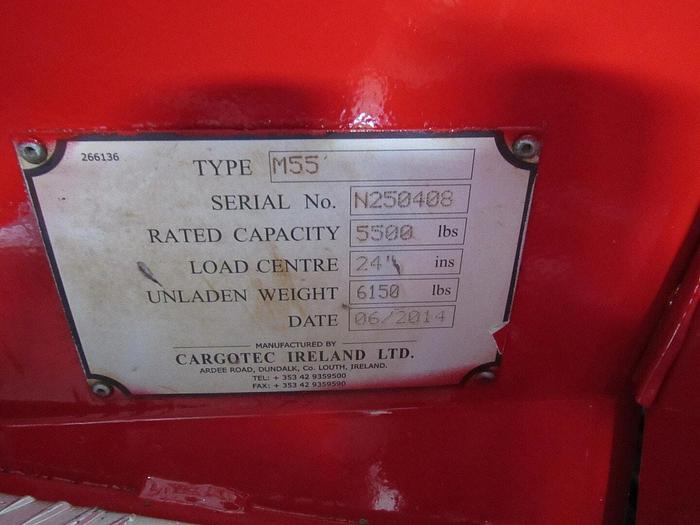 266136
TYPE M55
SERIAL No. N250408
RATED CAPACITY 5500 lbs
LOAD CENTRE 24" ins
UNLADEN WEIGHT 6150 lbs
DATE 06/2014
MANUFACTURED BY
CARGOTEC IRELAND LTD.
ARDEE ROAD, DUNDALK, Co. LOUTH, IRELAND.
TEL: + 353 42 9359500
FAX: + 353 42 9359590